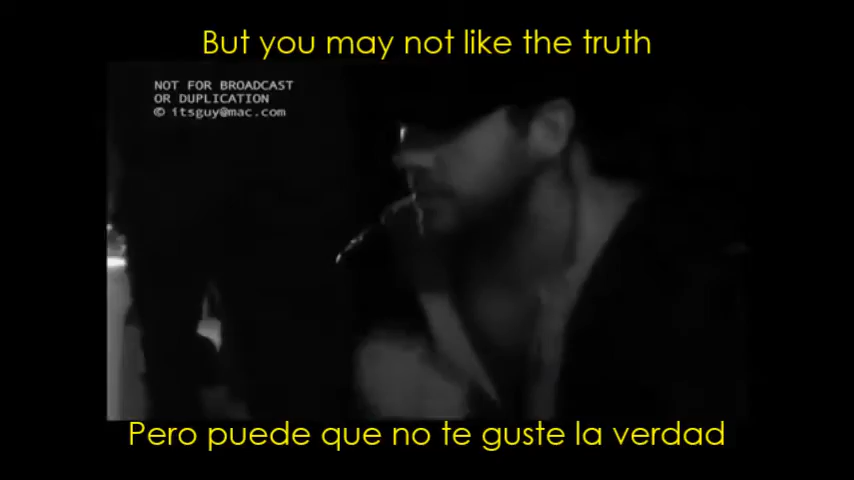 But you may not like the truth
NOT FOR BROADCAST
OR DUPLICATION
© itsguy@mac.com
Pero puede que no te guste la verdad